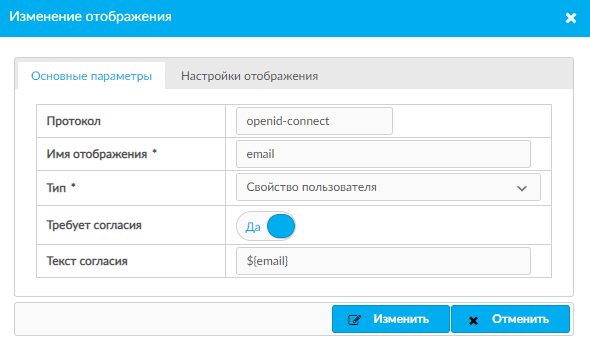 Изменение отображения
Основные параметры Настройки отображения
Протокол openid-connect
Имя отображения * email
Тип * Свойство пользователя
Требует согласия Да
Текст согласия ${email}
Изменить Отменить